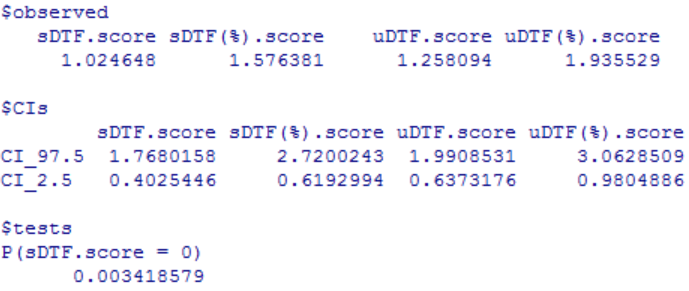 $observed
sDTF.score sDTF(%).score uDTF.score uDTF(%).score
1.024648 1.576381 1.258094 1.935529
$CIs
sDTF.score sDTF(%).score uDTF.score uDTF(%).score
CI_97.5 1.7680158 2.7200243 1.9908531 3.0628509
CI_2.5 0.4025446 0.6192994 0.6373176 0.9804886
$tests
P(sDTF.score = 0)
0.003418579